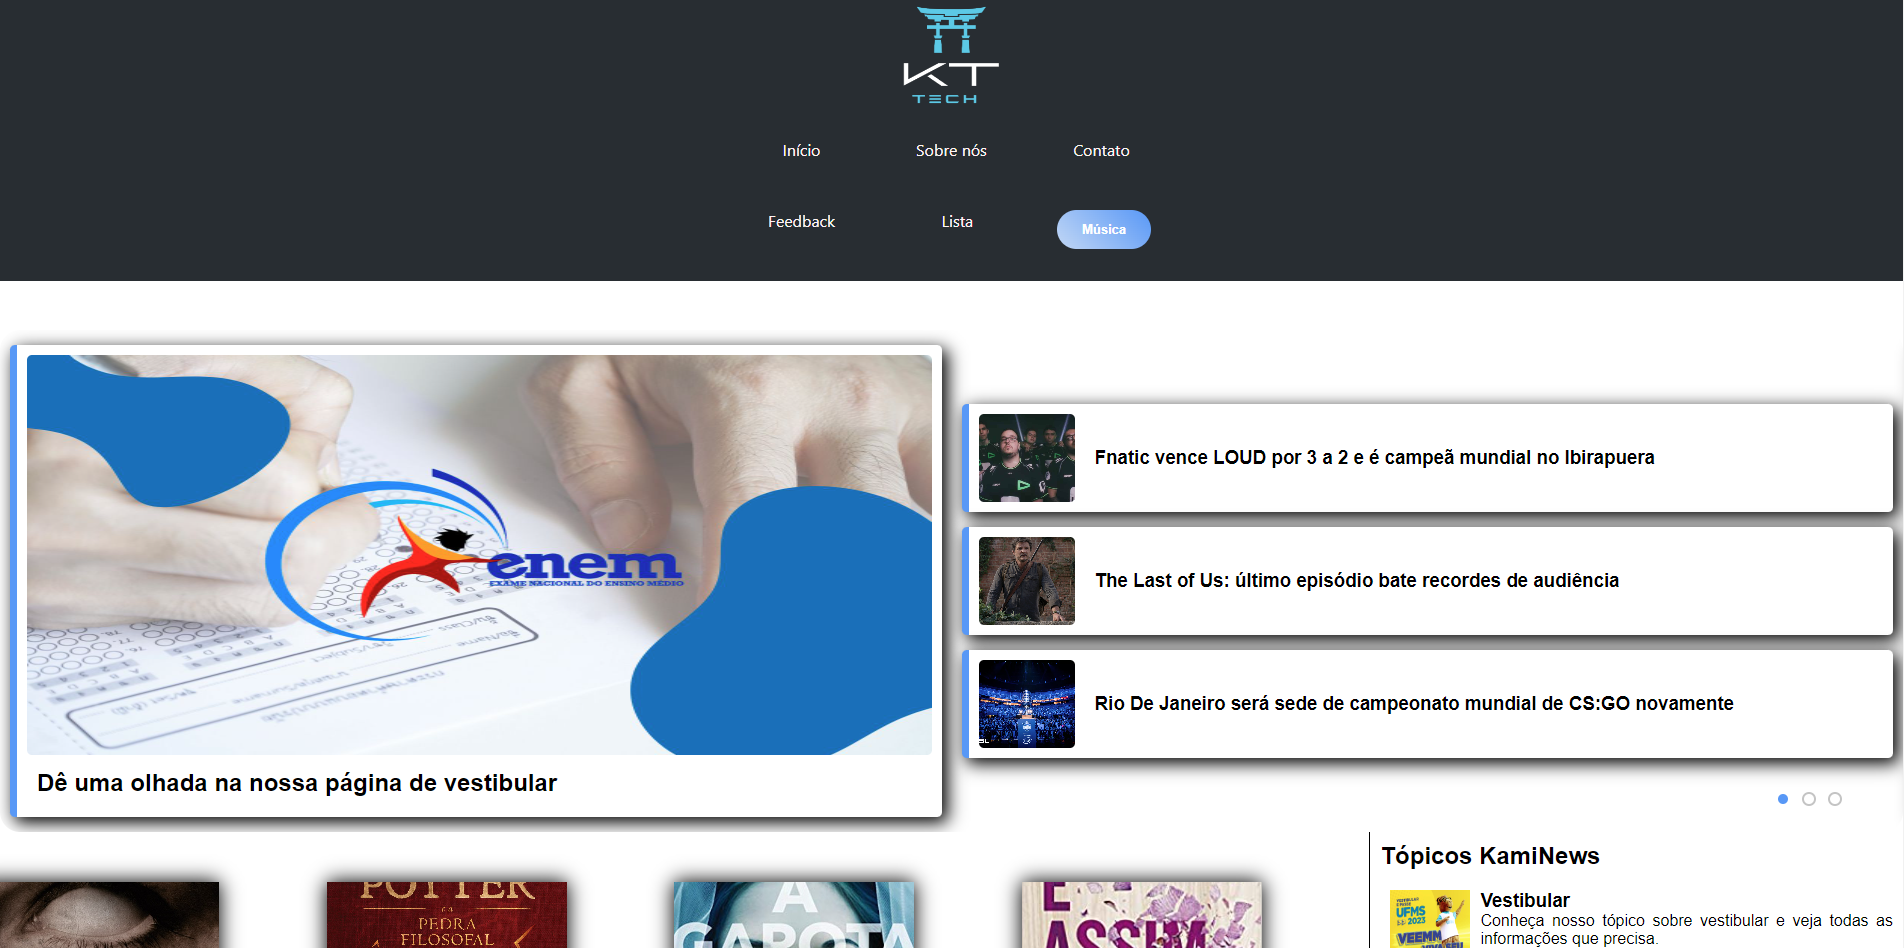 KT
TECH
Início
Sobre nós
Contato
Feedback
Lista
Música
enem
EXAME NACIONAL DO ENSINO MÉDIO
Dê uma olhada na nossa página de vestibular
Fnatic vence LOUD por 3 a 2 e é campeã mundial no Ibirapuera
The Last of Us: último episódio bate recordes de audiência
Rio De Janeiro será sede de campeonato mundial de CS:GO novamente
Tópicos KamiNews
Vestibular
Conheça nosso tópico sobre vestibular e veja todas as
informações que precisa.
UFMS
2023
VEEMM
POTTER
PEDRA
FILOSOFAL
A
GAROTA
É
ASSIM